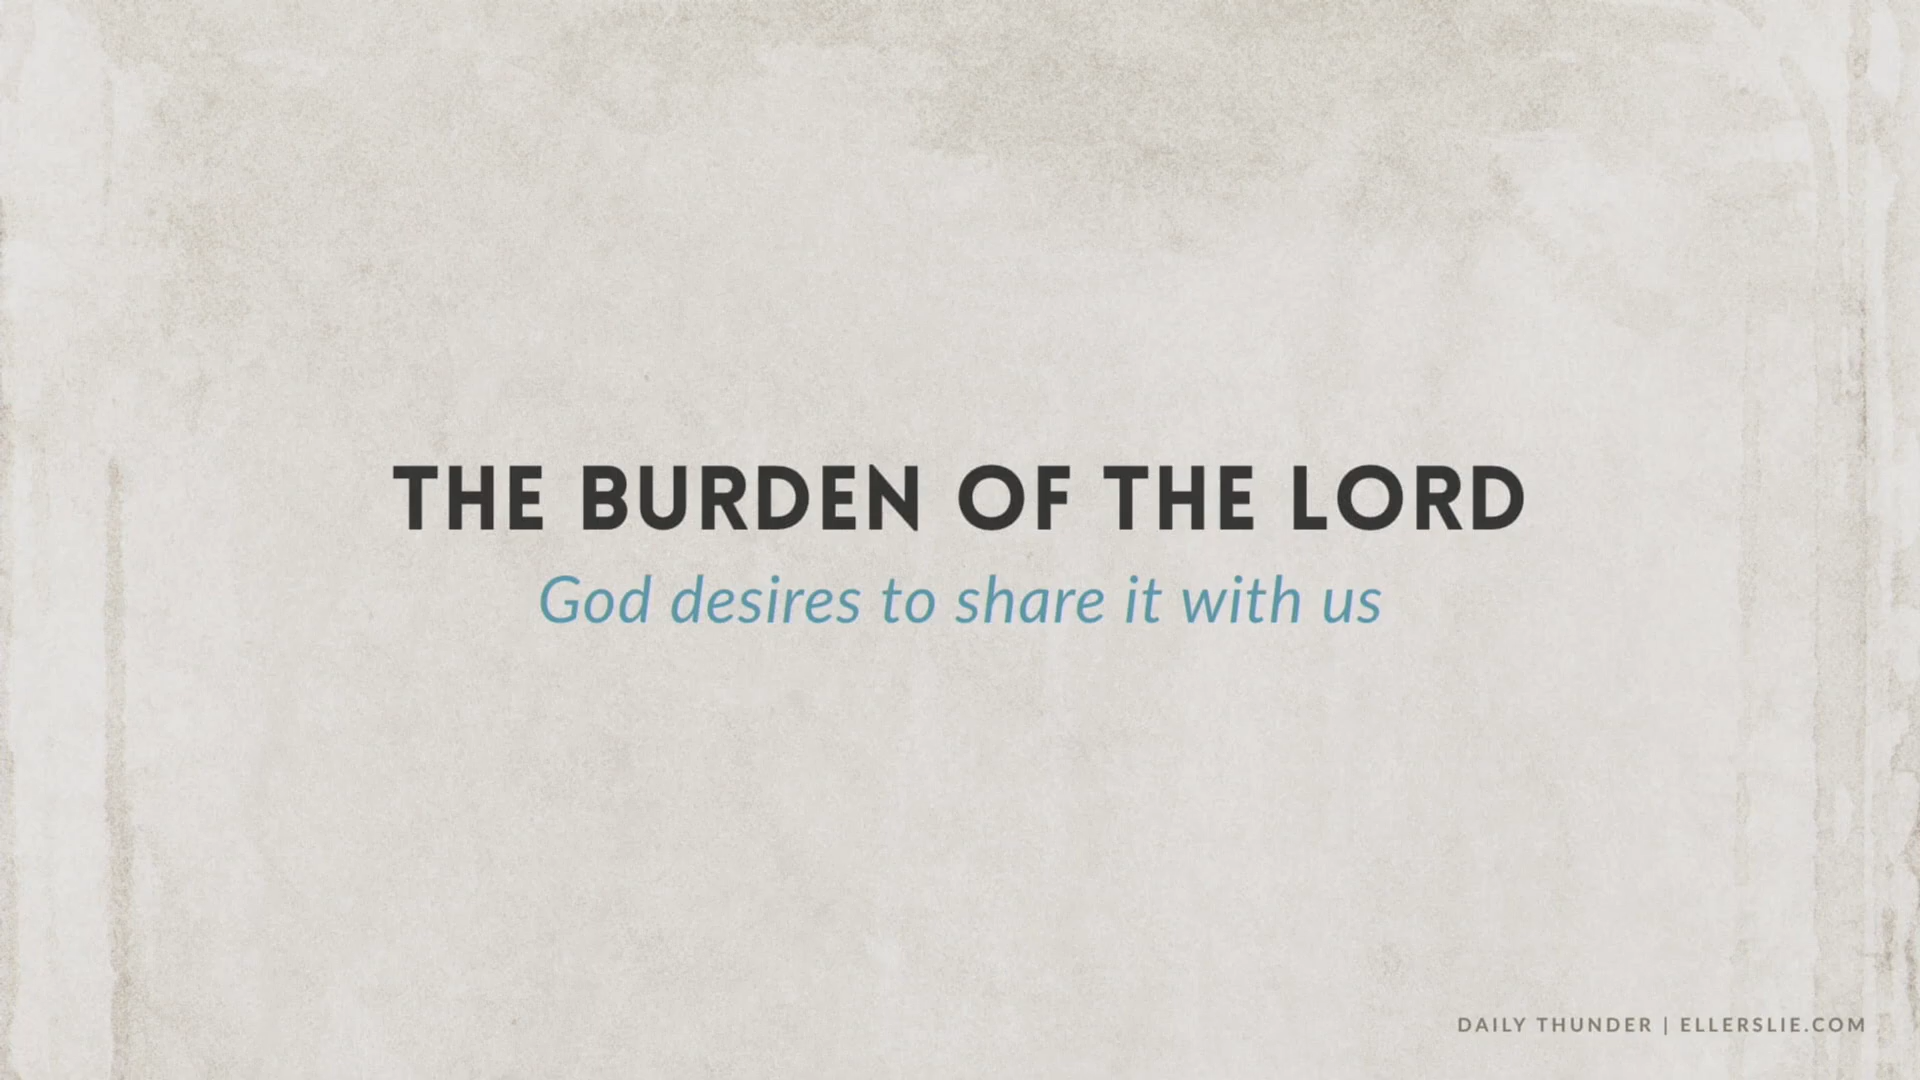 THE BURDEN OF THE LORD
God desires to share it with us
DAILY THUNDER | ELLERSLIE.COM